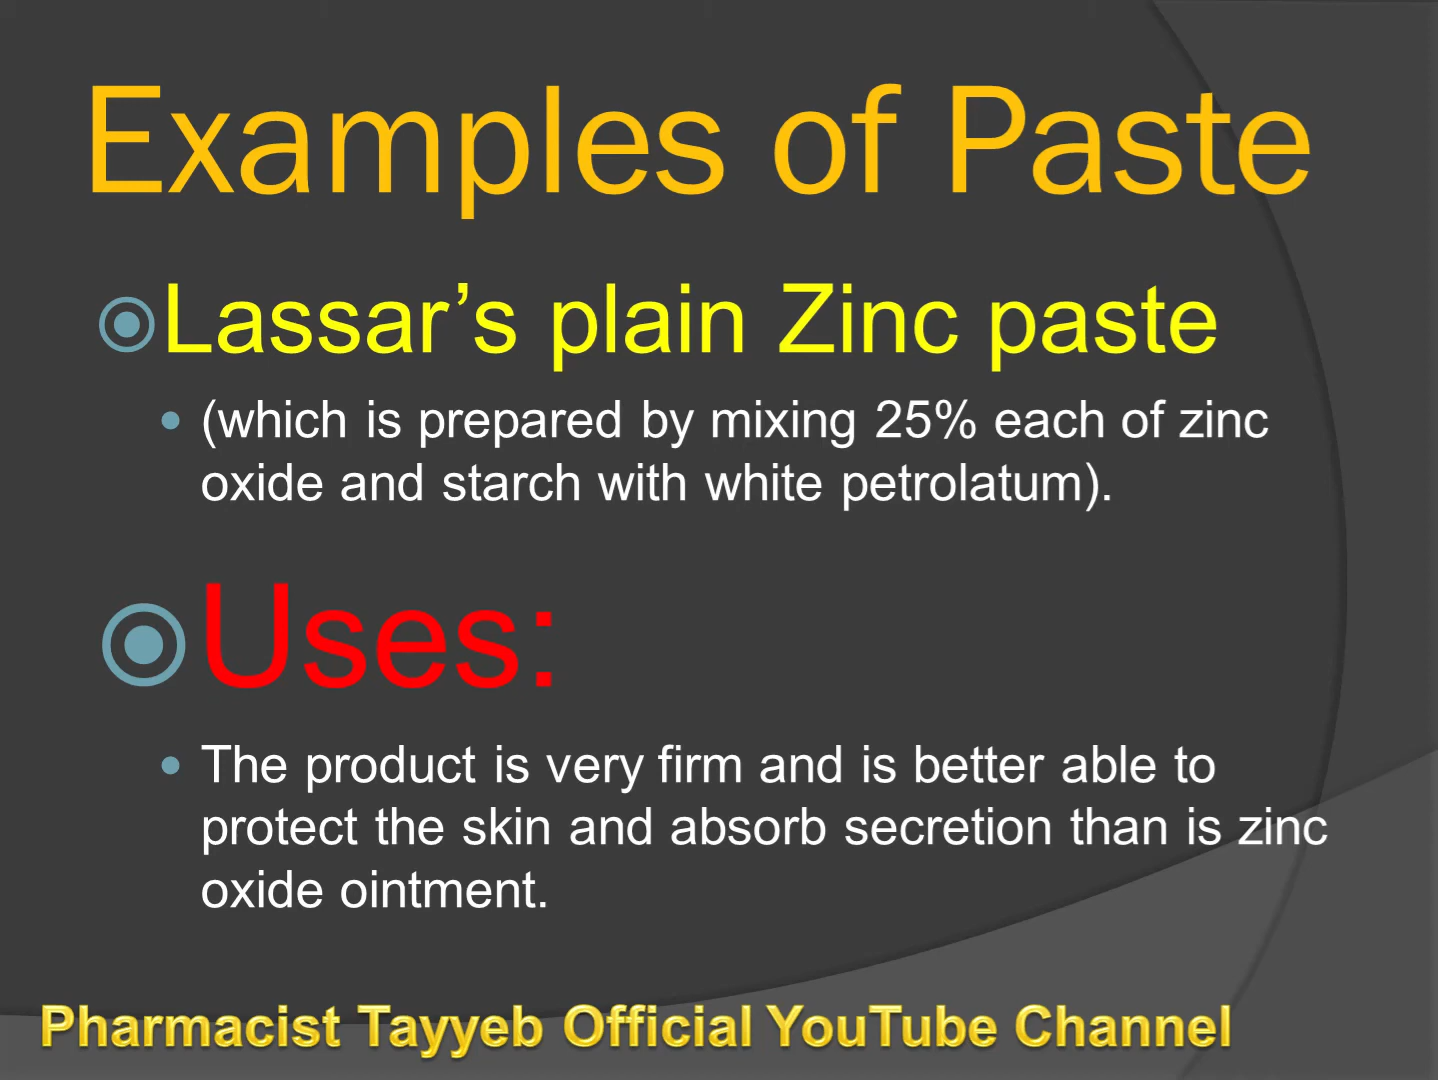 Examples of Paste
Lassar’s plain Zinc paste
(which is prepared by mixing 25% each of zinc
oxide and starch with white petrolatum).
Uses:
The product is very firm and is better able to
protect the skin and absorb secretion than is zinc
oxide ointment.
Pharmacist Tayyeb Official YouTube Channel